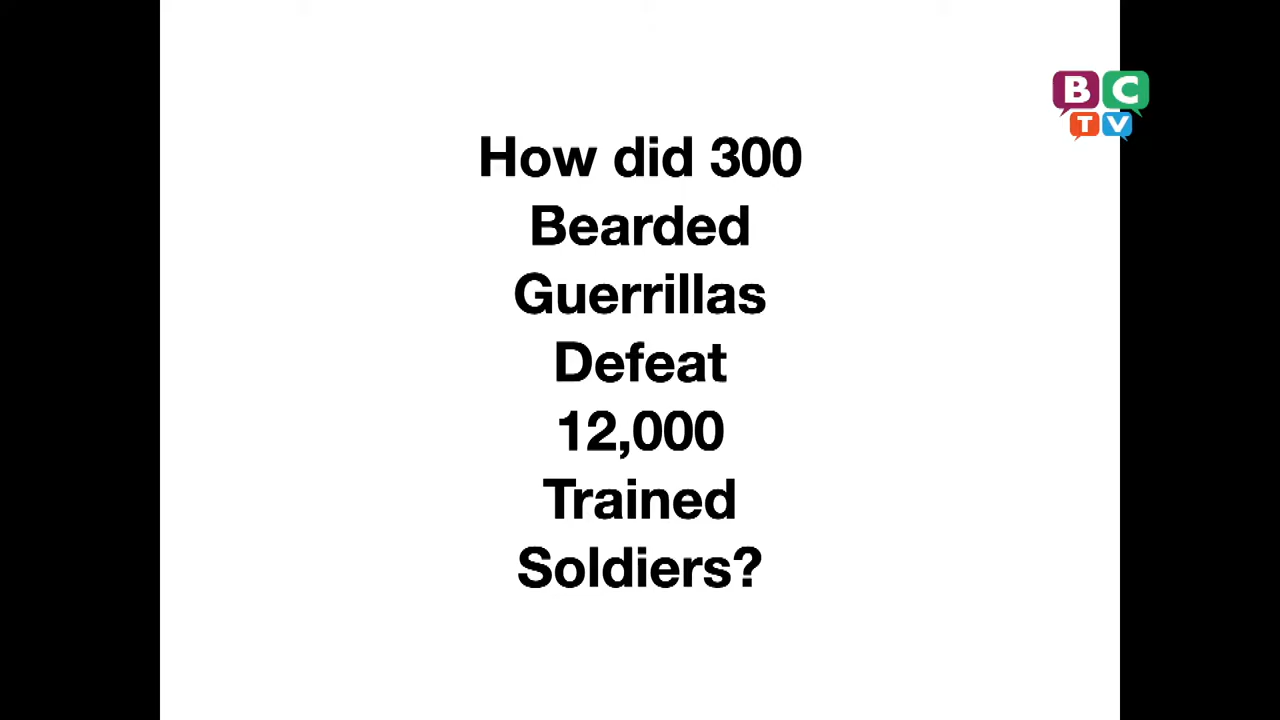 BC
TV
How did 300
Bearded
Guerrillas
Defeat
12,000
Trained
Soldiers?